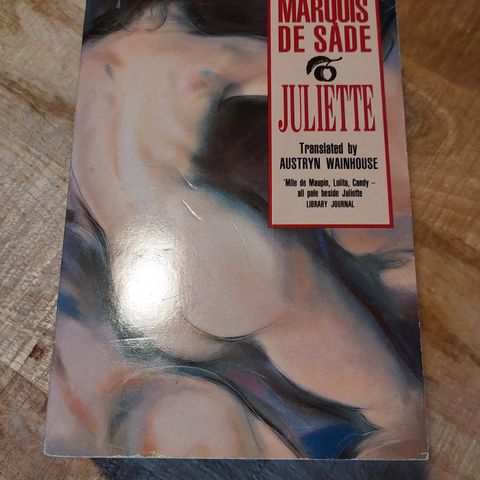 MARQUIS
DE SADE
JULIETTE
Translated by
AUSTRYN WAINHOUSE
'Mlle de Maupin, Lolita, Candy –
all pale beside Juliette
LIBRARY JOURNAL